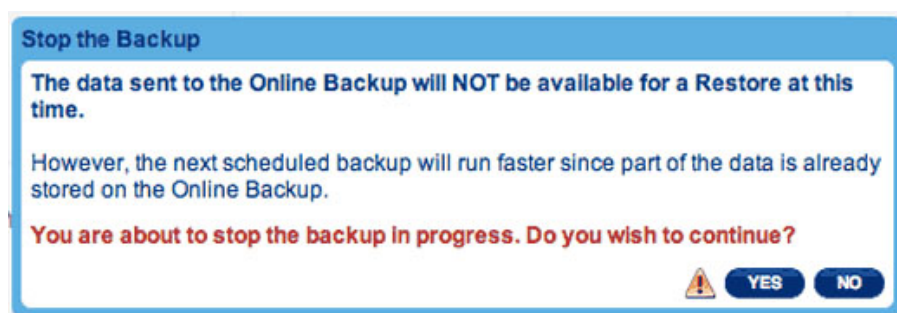 Stop the Backup
The data sent to the Online Backup will NOT be available for a Restore at this
time.
However, the next scheduled backup will run faster since part of the data is already
stored on the Online Backup.
You are about to stop the backup in progress. Do you wish to continue?
YES NO